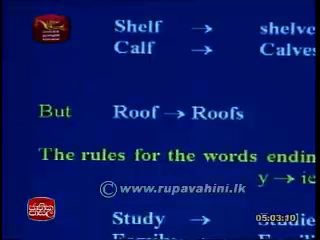 Shelf → shelve
Calf → Calves
But Roof → Roofs
The rules for the words endin
y → ie
© www.rupavahini.lk
Study → Studie
05:03:10